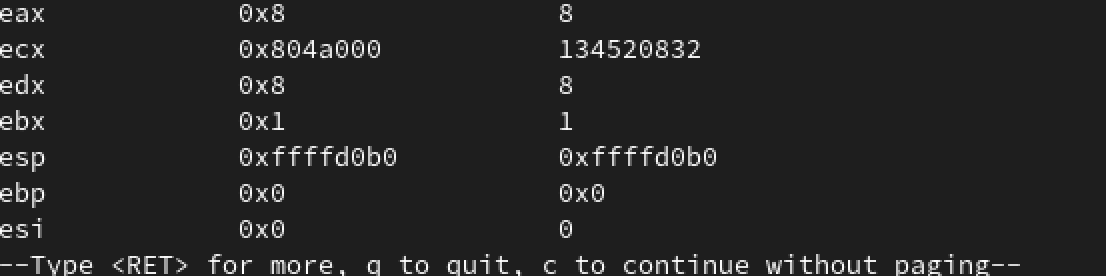 eax 0x8 8
ecx 0x804a000 134520832
edx 0x8 8
ebx 0x1 1
esp 0xffffd0b0 0xffffd0b0
ebp 0x0 0x0
esi 0x0 0
--Type <RET> for more, q to quit, c to continue without paging--